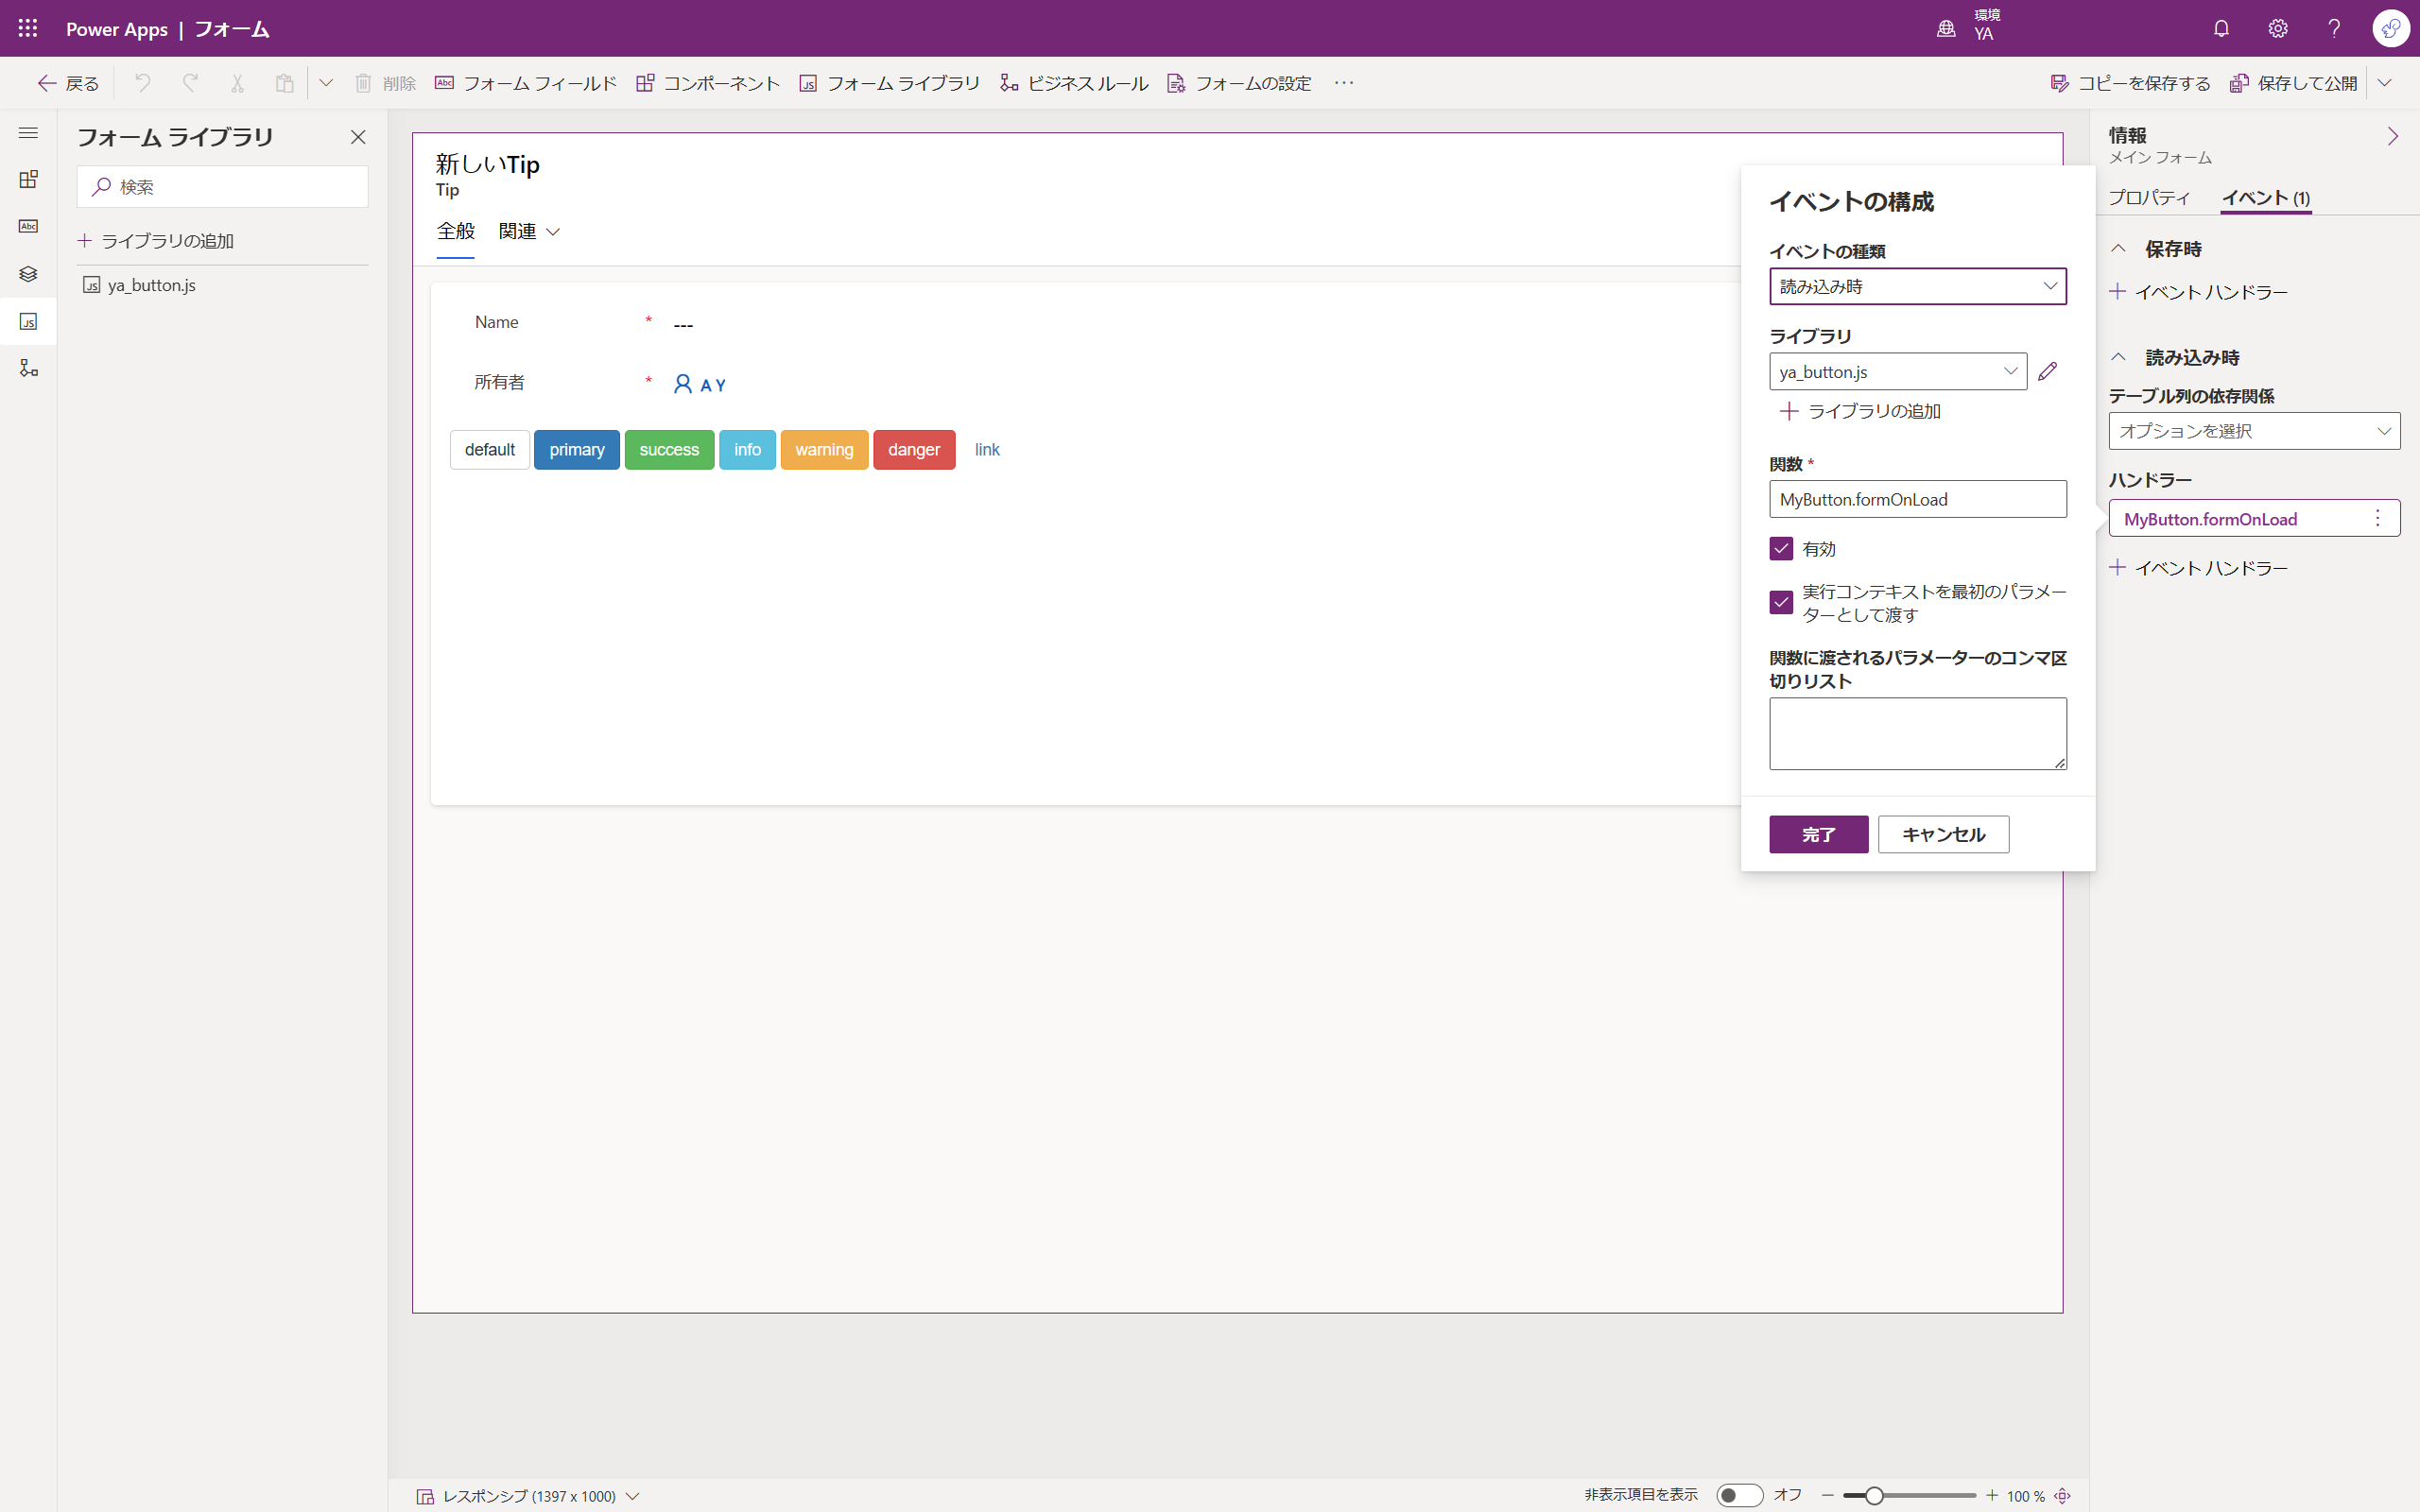 Power Apps | フォーム
環境
YA
戻る
削除
Abc フォーム フィールド
コンポーネント
JS フォーム ライブラリ
ビジネス ルール
フォームの設定
コピーを保存する
保存して公開
フォーム ライブラリ
検索
ライブラリの追加
JS ya_button.js
Abc
JS
新しいTip
Tip
全般 関連
Name * ---
所有者 * A Y
default primary success info warning danger link
イベントの構成
イベントの種類
読み込み時
ライブラリ
ya_button.js
ライブラリの追加
関数 *
MyButton.formOnLoad
有効
実行コンテキストを最初のパラメー
ターとして渡す
関数に渡されるパラメーターのコンマ区
切りリスト
完了 キャンセル
情報
メイン フォーム
プロパティ イベント (1)
保存時
イベント ハンドラー
読み込み時
テーブル列の依存関係
オプションを選択
ハンドラー
MyButton.formOnLoad
イベント ハンドラー
レスポンシブ (1397 x 1000)
非表示項目を表示 オフ 100 %